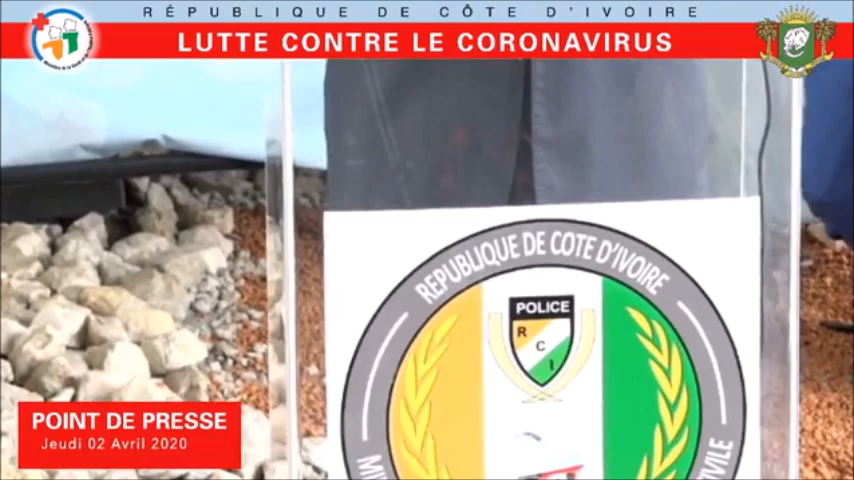 RÉPUBLIQUE DE CÔTE D'IVOIRE
LUTTE CONTRE LE CORONAVIRUS
REPUBLIQUE DE COTE D'IVOIRE
POLICE
R
C
I
POINT DE PRESSE
Jeudi 02 Avril 2020